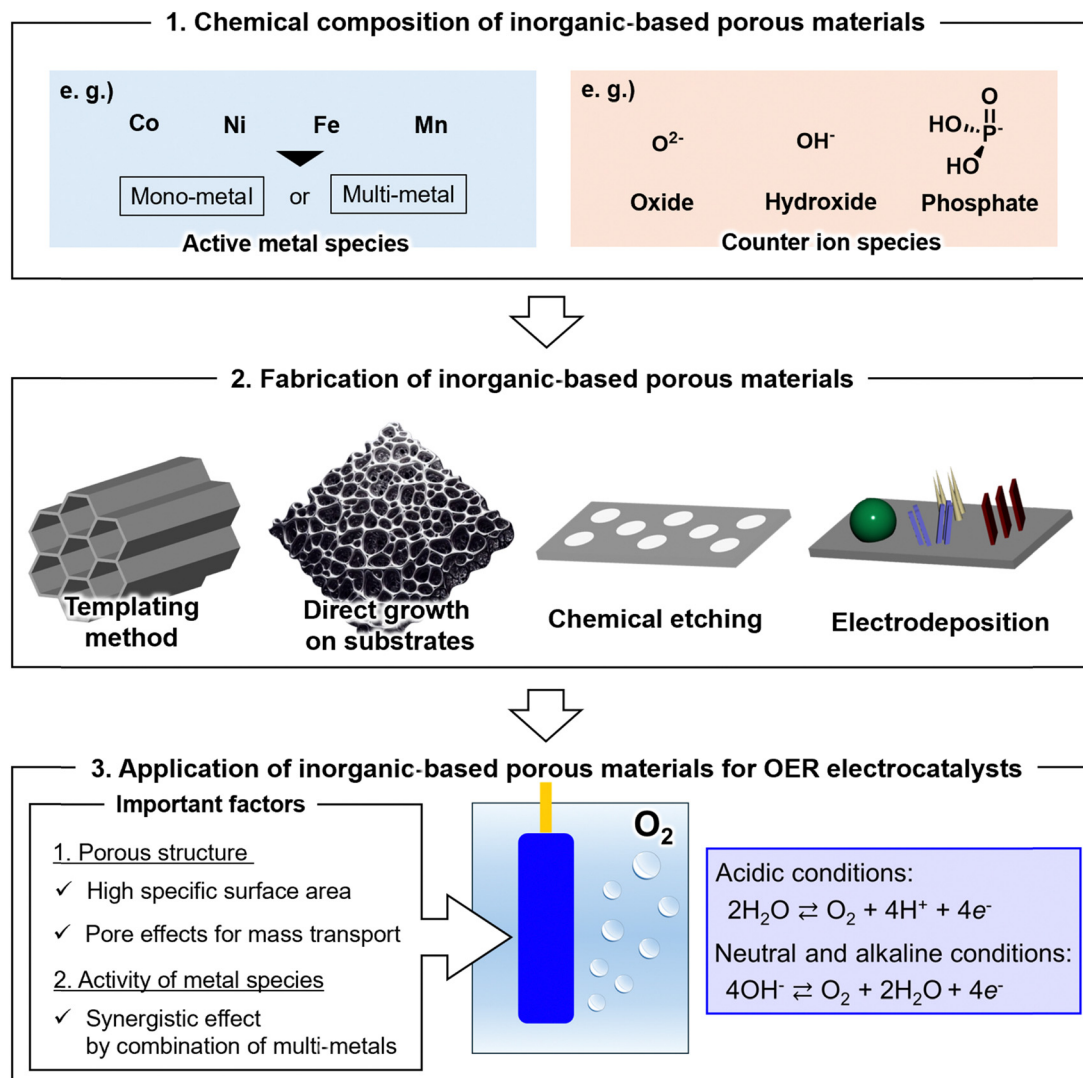 1. Chemical composition of inorganic-based porous materials
e. g.)
Co Ni Fe Mn
Mono-metal or Multi-metal
Active metal species
e. g.)
O²⁻
Oxide
OH⁻
Hydroxide
O
HO P⁻
HO
Phosphate
Counter ion species
2. Fabrication of inorganic-based porous materials
Templating
method
Direct growth
on substrates
Chemical etching
Electrodeposition
3. Application of inorganic-based porous materials for OER electrocatalysts
Important factors
1. Porous structure
✓ High specific surface area
✓ Pore effects for mass transport
2. Activity of metal species
✓ Synergistic effect
by combination of multi-metals
O₂
Acidic conditions:
2H₂O ⇄ O₂ + 4H⁺ + 4e⁻
Neutral and alkaline conditions:
4OH⁻ ⇄ O₂ + 2H₂O + 4e⁻